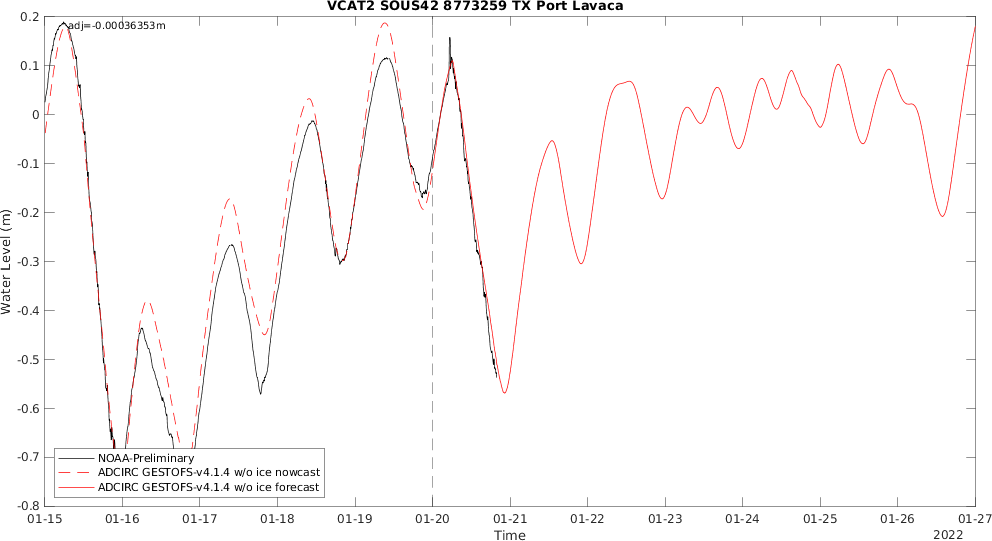 VCAT2 SOUS42 8773259 TX Port Lavaca
adj=-0.00036353m
0.2
0.1
0
-0.1
-0.2
-0.3
-0.4
-0.5
-0.6
-0.7
-0.8
Water Level (m)
NOAA-Preliminary
ADCIRC GESTOFS-v4.1.4 w/o ice nowcast
ADCIRC GESTOFS-v4.1.4 w/o ice forecast
01-15 01-16 01-17 01-18 01-19 01-20 01-21 01-22 01-23 01-24 01-25 01-26 01-27
Time
2022